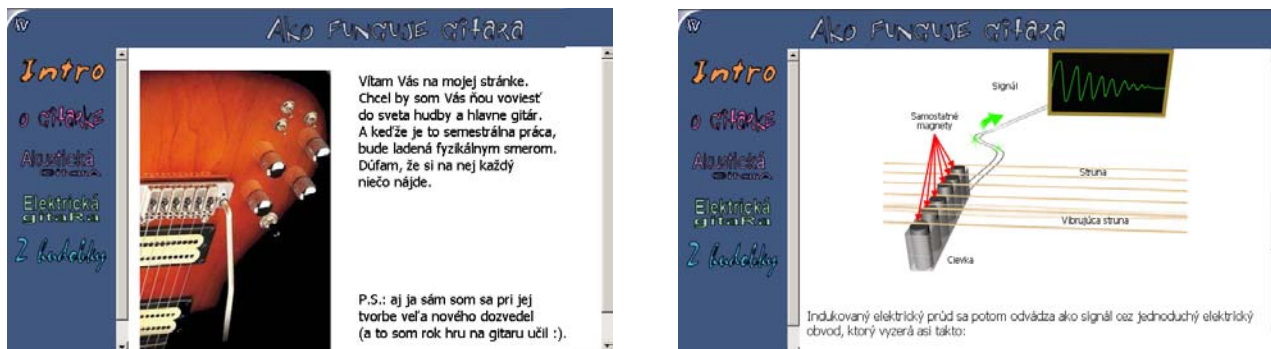 Ako funguje gitara
Intro
o gitarke
Akustická
gitara
Elektrická
gitara
Z hudobky
Vítam Vás na mojej stránke.
Chcel by som Vás ňou voviesť
do sveta hudby a hlavne gitár.
A keďže je to semestrálna práca,
bude ladená fyzikálnym smerom.
Dúfam, že si na nej každý
niečo nájde.
P.S.: aj ja sám som sa pri jej
tvorbe veľa nového dozvedel
(a to som rok hru na gitaru učil :).
Ako funguje gitara
Intro
o gitarke
Akustická
gitara
Elektrická
gitara
Z hudobky
Signál
Samostatné
magnety
Struna
Vibrujúca struna
Cievka
Indukovaný elektrický prúd sa potom odvádza ako signál cez jednoduchý elektrický
obvod, ktorý vyzerá asi takto: